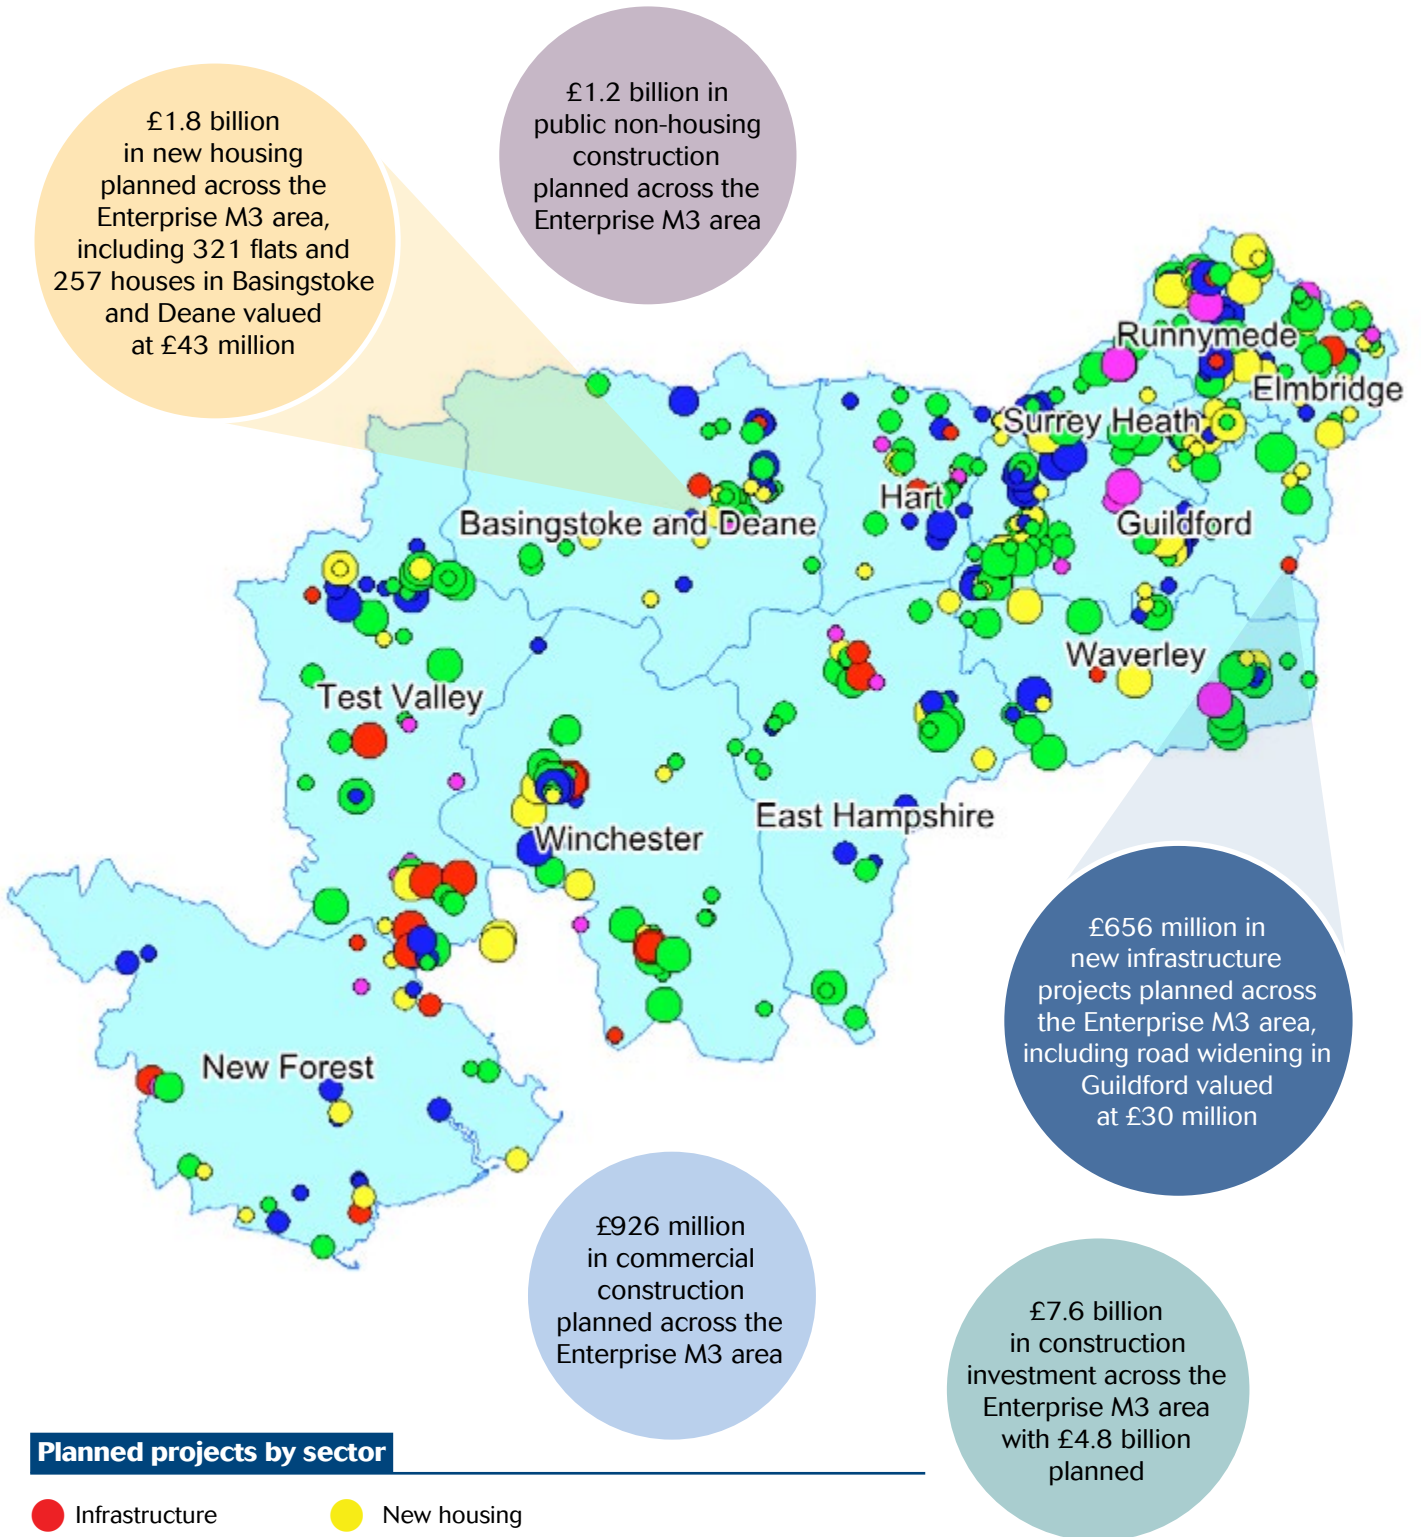 £1.8 billion
in new housing
planned across the
Enterprise M3 area,
including 321 flats and
257 houses in Basingstoke
and Deane valued
at £43 million
£1.2 billion in
public non-housing
construction
planned across the
Enterprise M3 area
Runnymede
Elmbridge
Surrey Heath
Hart
Basingstoke and Deane
Guildford
Waverley
Test Valley
East Hampshire
Winchester
New Forest
£656 million in
new infrastructure
projects planned across
the Enterprise M3 area,
including road widening in
Guildford valued
at £30 million
£926 million
in commercial
construction
planned across the
Enterprise M3 area
£7.6 billion
in construction
investment across the
Enterprise M3 area
with £4.8 billion
planned
Planned projects by sector
Infrastructure
New housing